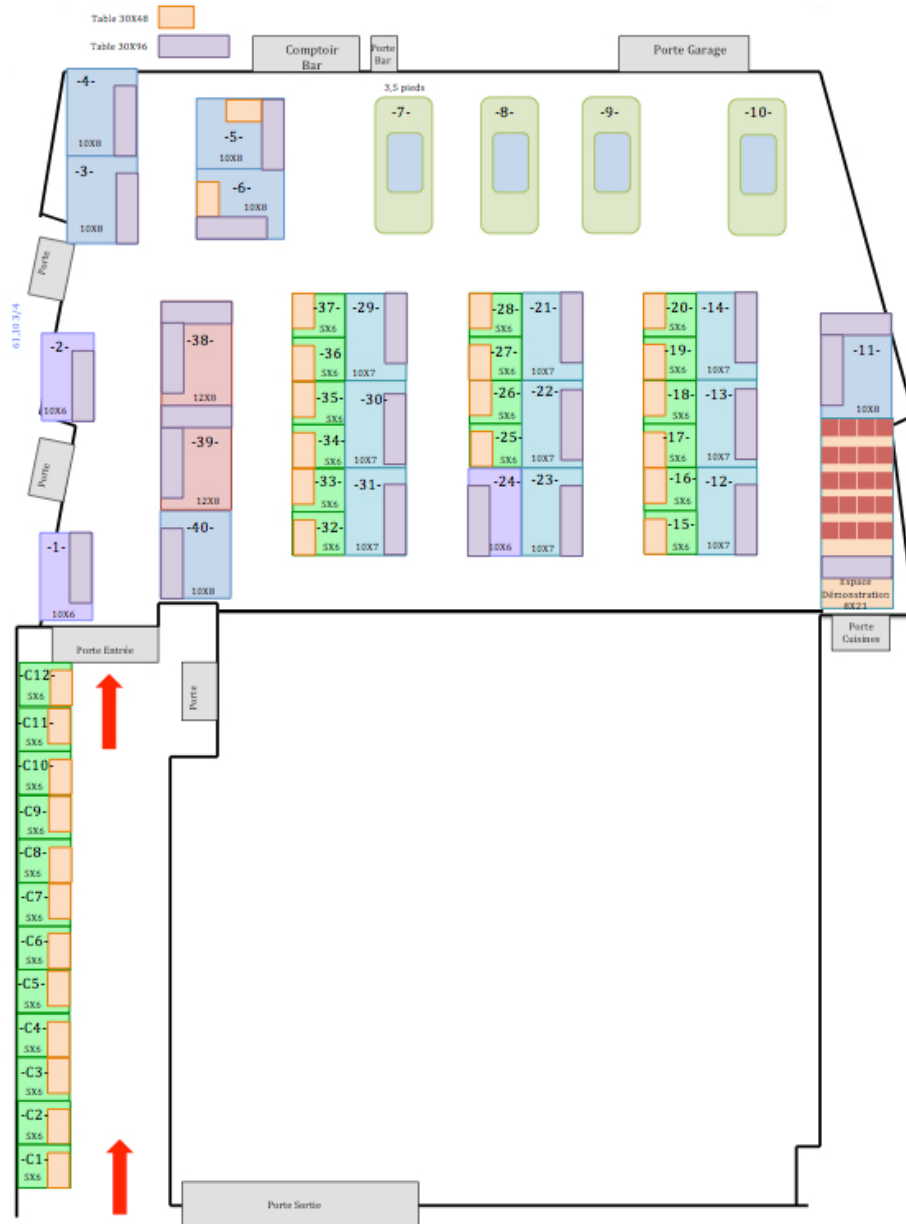 Table 30X48
Table 30X96
Comptoir
Bar
Porte
Bar
Porte Garage
3,5 pieds
-4-
10X8
-3-
10X8
-5-
10X8
-6-
10X8
-7-
-8-
-9-
-10-
Porte
61,10 3/4
-2-
10X6
Porte
-1-
10X6
-38-
12X8
-39-
12X8
-40-
10X8
-37-
5X6
-36
5X6
-35-
5X6
-34-
5X6
-33-
5X6
-32-
5X6
-29-
10X7
-30-
10X7
-31-
10X7
-28-
5X6
-27-
5X6
-26-
5X6
-25-
5X6
-24-
10X6
-21-
10X7
-22-
10X7
-23-
10X7
-20-
5X6
-19-
5X6
-18-
5X6
-17-
5X6
-16-
5X6
-15-
5X6
-14-
10X7
-13-
10X7
-12-
10X7
-11-
10X8
Espace
Démonstration
8X21
Porte
Cuisines
Porte Entrée
Porte
-C12-
5X6
-C11-
5X6
-C10-
5X6
-C9-
5X6
-C8-
5X6
-C7-
5X6
-C6-
5X6
-C5-
5X6
-C4-
5X6
-C3-
5X6
-C2-
5X6
-C1-
5X6
Porte Sortie